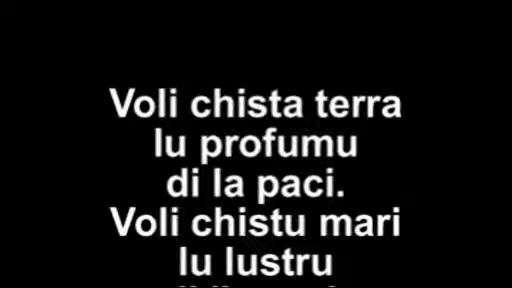 Voli chista terra
lu profumu
di la paci.
Voli chistu mari
lu lustru